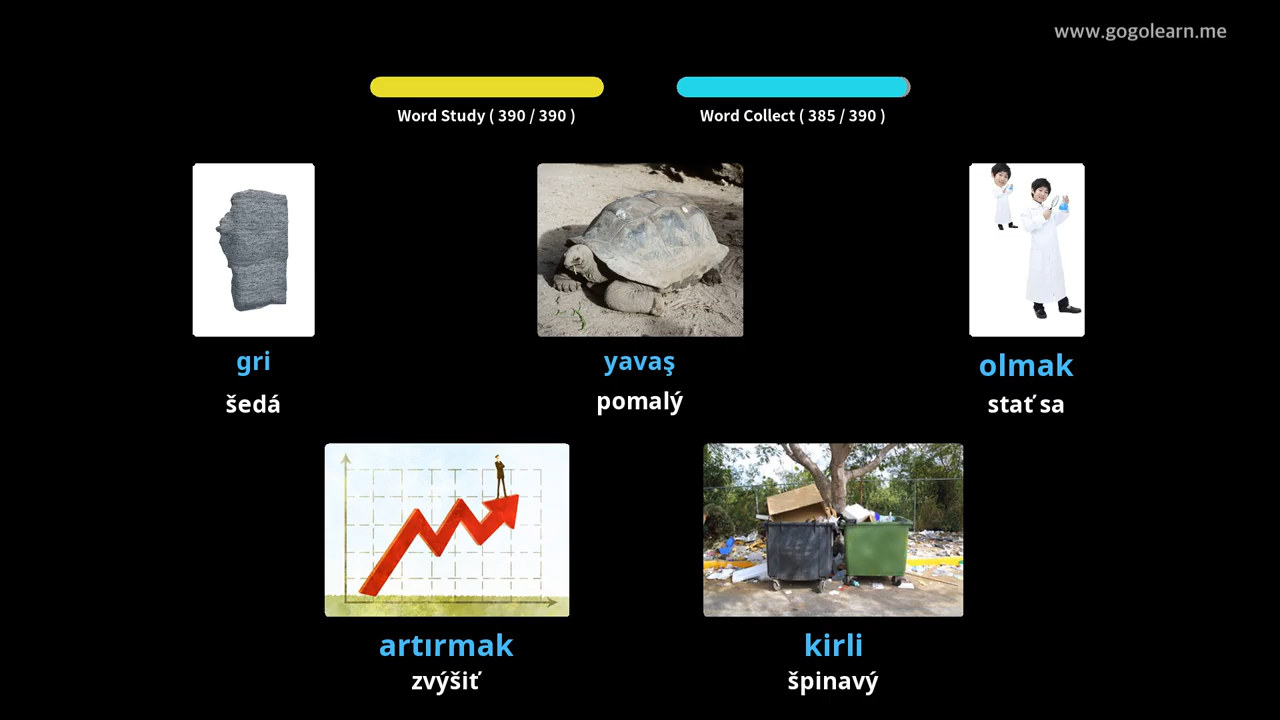 www.gogolearn.me
Word Study ( 390 / 390 )
Word Collect ( 385 / 390 )
gri
šedá
yavaş
pomalý
olmak
stať sa
artırmak
zvýšiť
kirli
špinavý